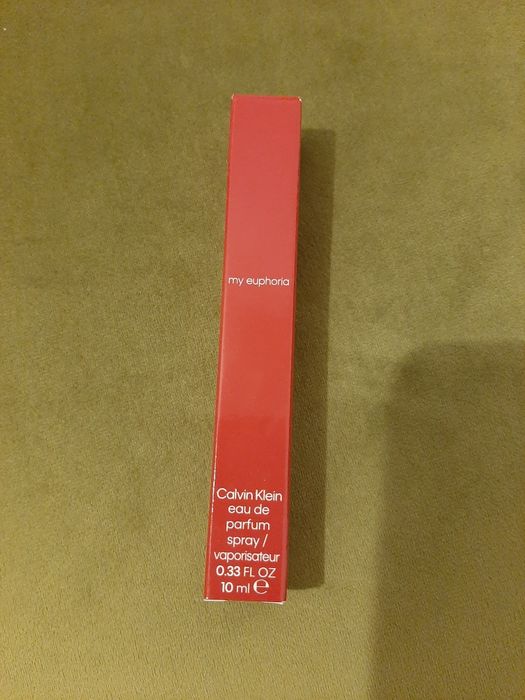 my euphoria
Calvin Klein
eau de
parfum
spray /
vaporisateur
0.33 FL OZ
10 ml ℮